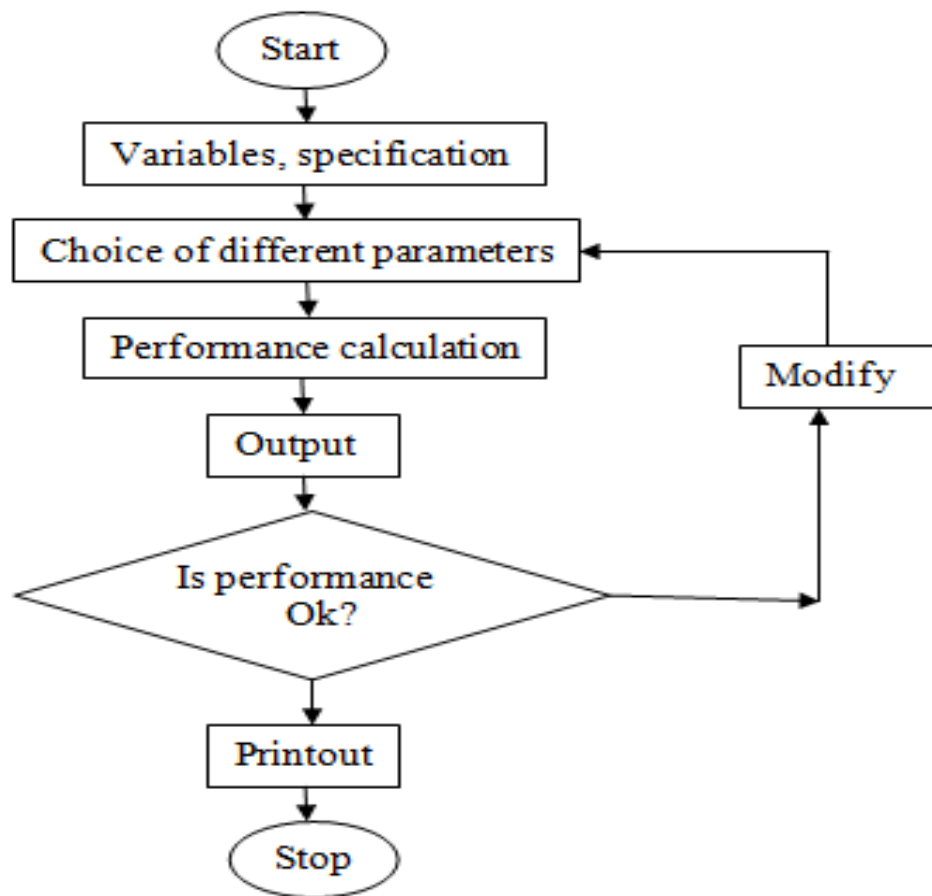 Start
Variables, specification
Choice of different parameters
Performance calculation
Modify
Output
Is performance
Ok?
Printout
Stop